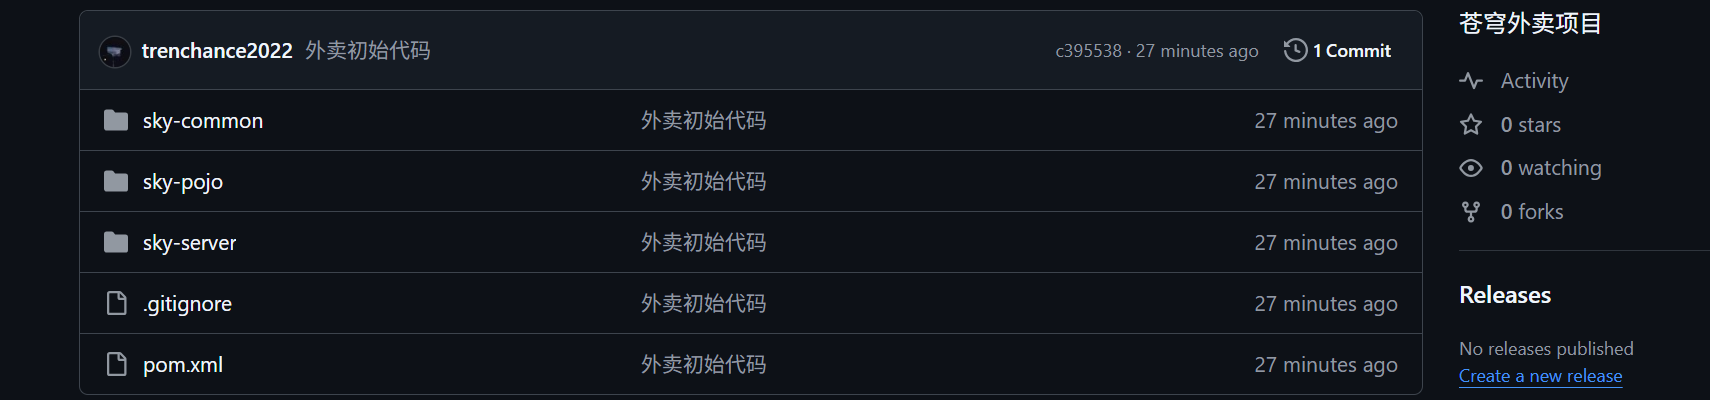 trenchance2022 外卖初始代码 c395538 · 27 minutes ago 1 Commit
sky-common 外卖初始代码 27 minutes ago
sky-pojo 外卖初始代码 27 minutes ago
sky-server 外卖初始代码 27 minutes ago
.gitignore 外卖初始代码 27 minutes ago
pom.xml 外卖初始代码 27 minutes ago
苍穹外卖项目
Activity
0 stars
0 watching
0 forks
Releases
No releases published
Create a new release